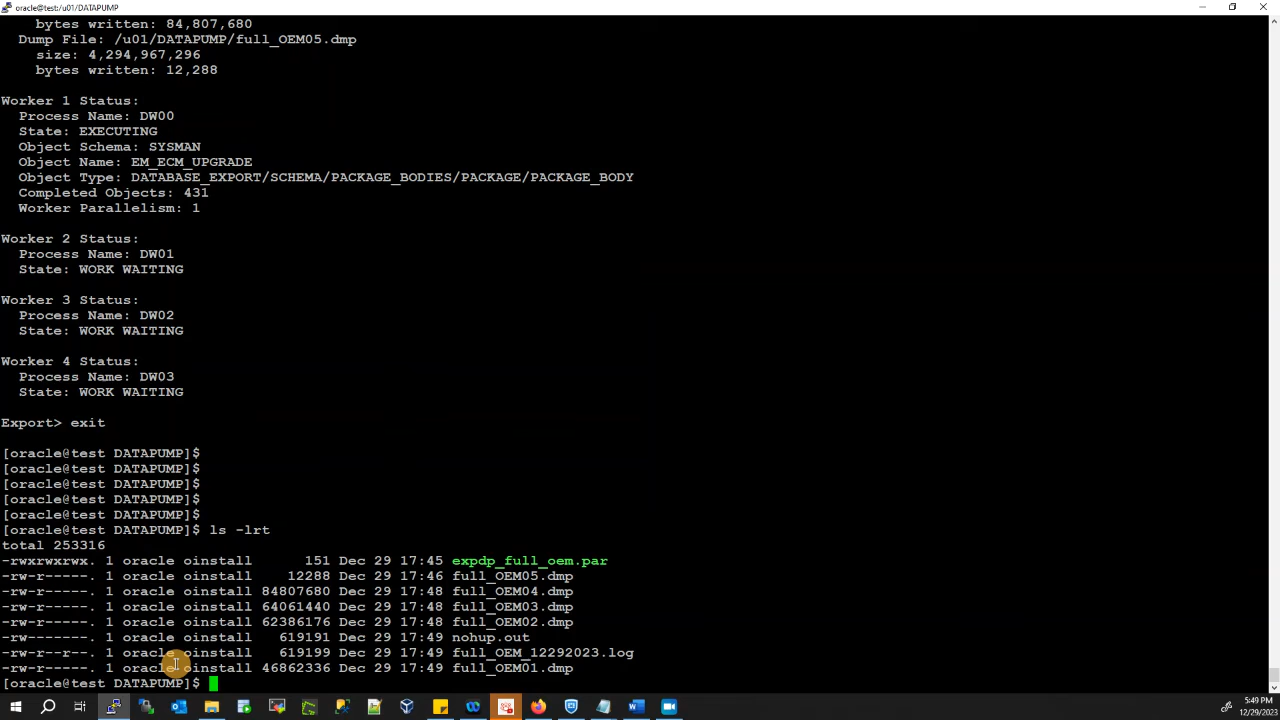 oracle@test:/u01/DATAPUMP
bytes written: 84,807,680
Dump File: /u01/DATAPUMP/full_OEM05.dmp
size: 4,294,967,296
bytes written: 12,288
Worker 1 Status:
Process Name: DW00
State: EXECUTING
Object Schema: SYSMAN
Object Name: EM_ECM_UPGRADE
Object Type: DATABASE_EXPORT/SCHEMA/PACKAGE_BODIES/PACKAGE/PACKAGE_BODY
Completed Objects: 431
Worker Parallelism: 1
Worker 2 Status:
Process Name: DW01
State: WORK WAITING
Worker 3 Status:
Process Name: DW02
State: WORK WAITING
Worker 4 Status:
Process Name: DW03
State: WORK WAITING
Export> exit
[oracle@test DATAPUMP]$
[oracle@test DATAPUMP]$
[oracle@test DATAPUMP]$
[oracle@test DATAPUMP]$
[oracle@test DATAPUMP]$
[oracle@test DATAPUMP]$ ls -lrt
total 253316
-rwxrwxrwx. 1 oracle oinstall 151 Dec 29 17:45 expdp_full_oem.par
-rw-r-----. 1 oracle oinstall 12288 Dec 29 17:46 full_OEM05.dmp
-rw-r-----. 1 oracle oinstall 84807680 Dec 29 17:48 full_OEM04.dmp
-rw-r-----. 1 oracle oinstall 64061440 Dec 29 17:48 full_OEM03.dmp
-rw-r-----. 1 oracle oinstall 62386176 Dec 29 17:48 full_OEM02.dmp
-rw-------. 1 oracle oinstall 619191 Dec 29 17:49 nohup.out
-rw-r--r--. 1 oracle oinstall 619199 Dec 29 17:49 full_OEM_12292023.log
-rw-r-----. 1 oracle oinstall 46862336 Dec 29 17:49 full_OEM01.dmp
[oracle@test DATAPUMP]$
5:49 PM
12/29/2023